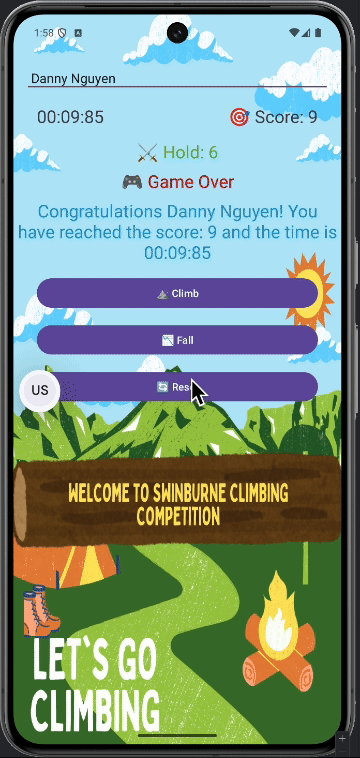 1:58
Danny Nguyen
00:09:85
🎯 Score: 9
⚔️ Hold: 6
🎮 Game Over
Congratulations Danny Nguyen! You
have reached the score: 9 and the time is
00:09:85
Climb
Fall
US
WELCOME TO SWINBURNE CLIMBING
COMPETITION
LET`S GO
CLIMBING